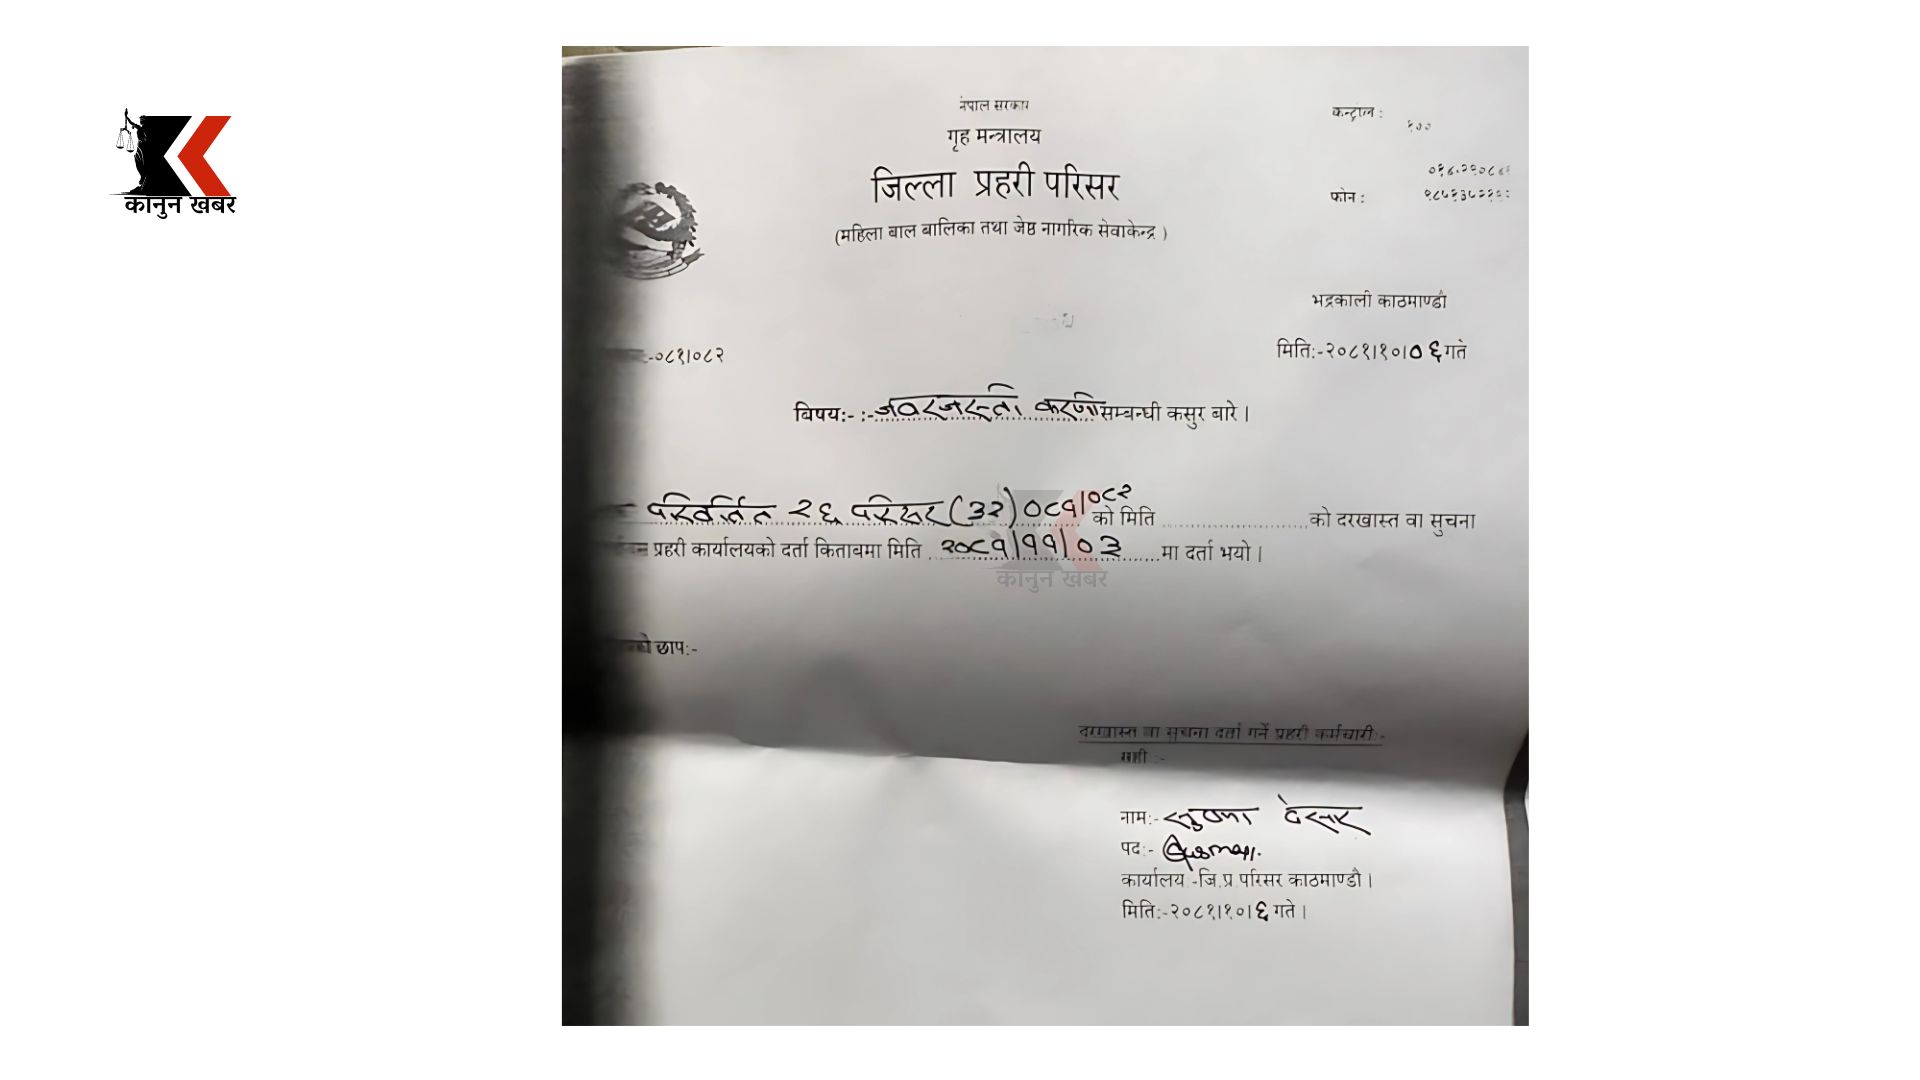 कानुन खबर
नेपाल सरकार
गृह मन्त्रालय
जिल्ला प्रहरी परिसर
(महिला बाल बालिका तथा जेष्ठ नागरिक सेवाकेन्द्र )
कन्ट्रोल :
१००
फोन :
भद्रकाली काठमाण्डौ
-०८१।०८२
मिति:-२०८१।१०।०६ गते
बिषय:- :-जवरजस्ती करणी सम्बन्घी कसुर बारे ।
परिवर्तित २६ परिसर (३२) ०८१/०८२ को मिति ............ को दरखास्त वा सुचना
प्रहरी कार्यालयको दर्ता किताबमा मिति २०८१/११/०३ मा दर्ता भयो ।
कानुन खबर
छाप:-
दरखास्त वा सुचना दर्ता गर्ने प्रहरी कर्मचारी:-
सही :-
नाम:-
पद:-
कार्यालय -जि.प्र.परिसर काठमाण्डौ ।
मिति:-२०८१।१०।६ गते ।